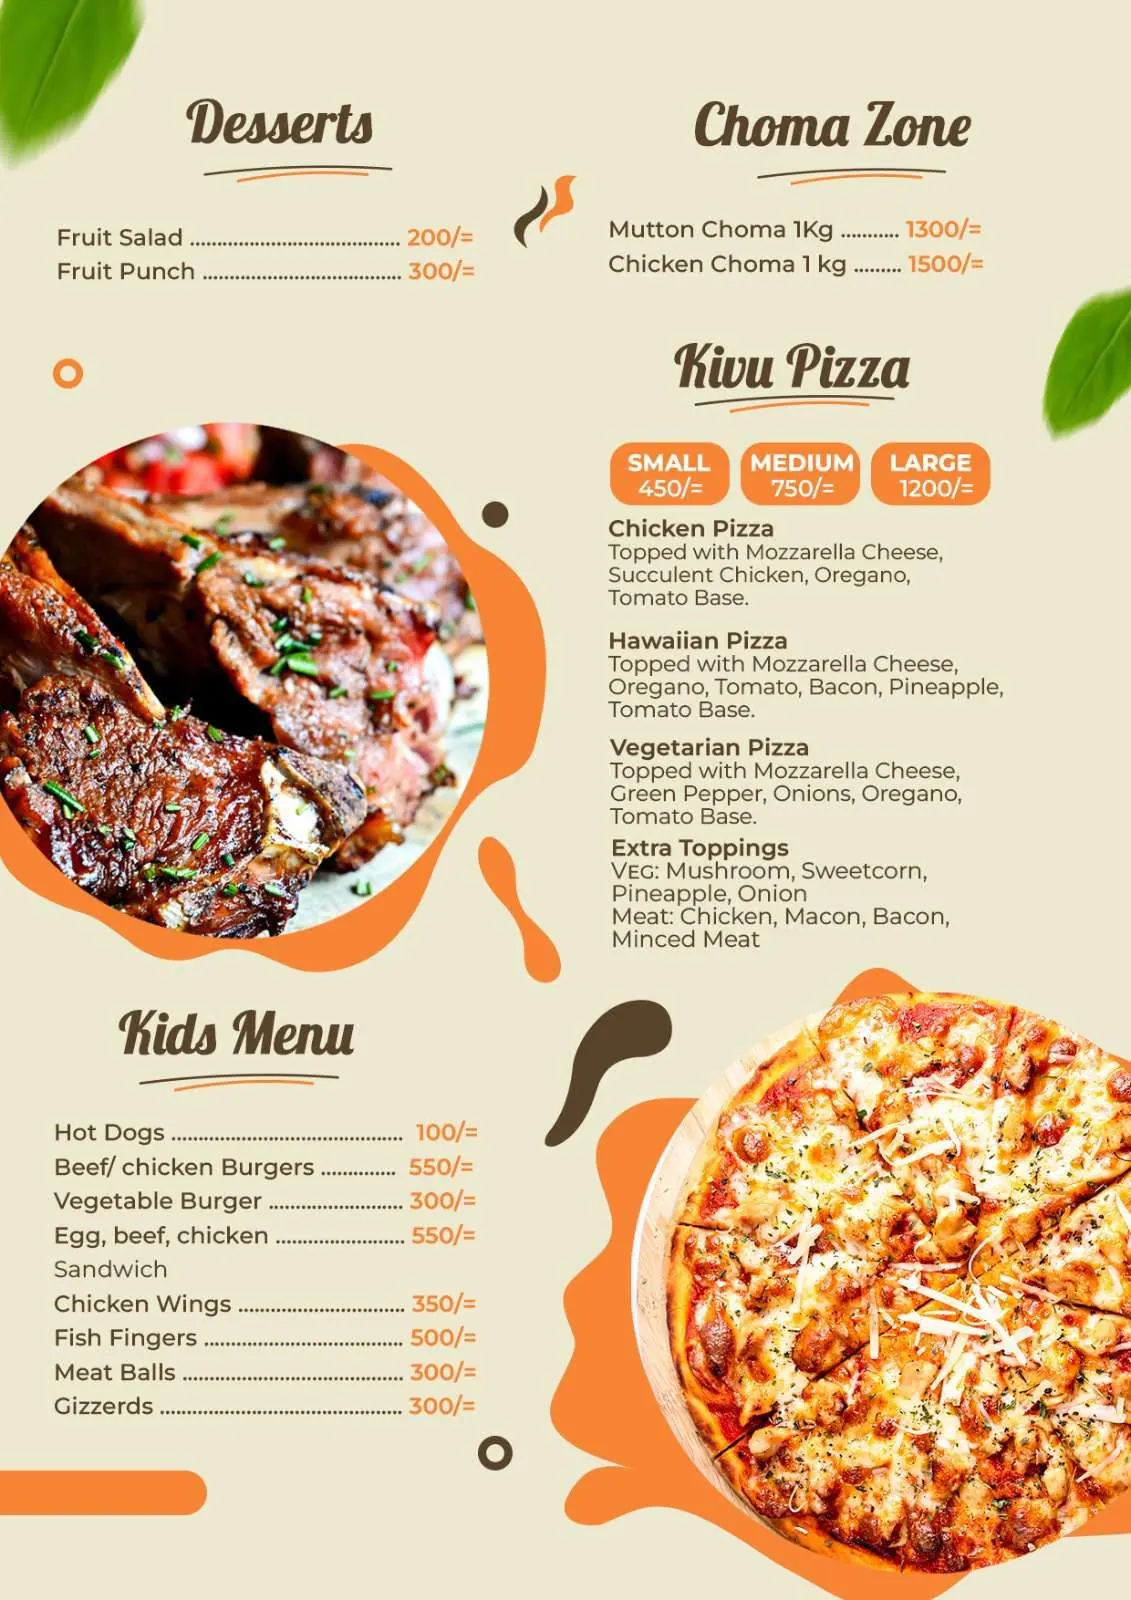 Desserts
Fruit Salad ....................................... 200/=
Fruit Punch ..................................... 300/=
Choma Zone
Mutton Choma 1Kg ........... 1300/=
Chicken Choma 1 kg ......... 1500/=
Kivu Pizza
SMALL MEDIUM LARGE
450/= 750/= 1200/=
Chicken Pizza
Topped with Mozzarella Cheese,
Succulent Chicken, Oregano,
Tomato Base.
Hawaiian Pizza
Topped with Mozzarella Cheese,
Oregano, Tomato, Bacon, Pineapple,
Tomato Base.
Vegetarian Pizza
Topped with Mozzarella Cheese,
Green Pepper, Onions, Oregano,
Tomato Base.
Extra Toppings
VEG: Mushroom, Sweetcorn,
Pineapple, Onion
Meat: Chicken, Macon, Bacon,
Minced Meat
Kids Menu
Hot Dogs ........................................... 100/=
Beef/ chicken Burgers .............. 550/=
Vegetable Burger ......................... 300/=
Egg, beef, chicken ........................ 550/=
Sandwich
Chicken Wings ............................... 350/=
Fish Fingers ..................................... 500/=
Meat Balls ......................................... 300/=
Gizzerds ............................................. 300/=